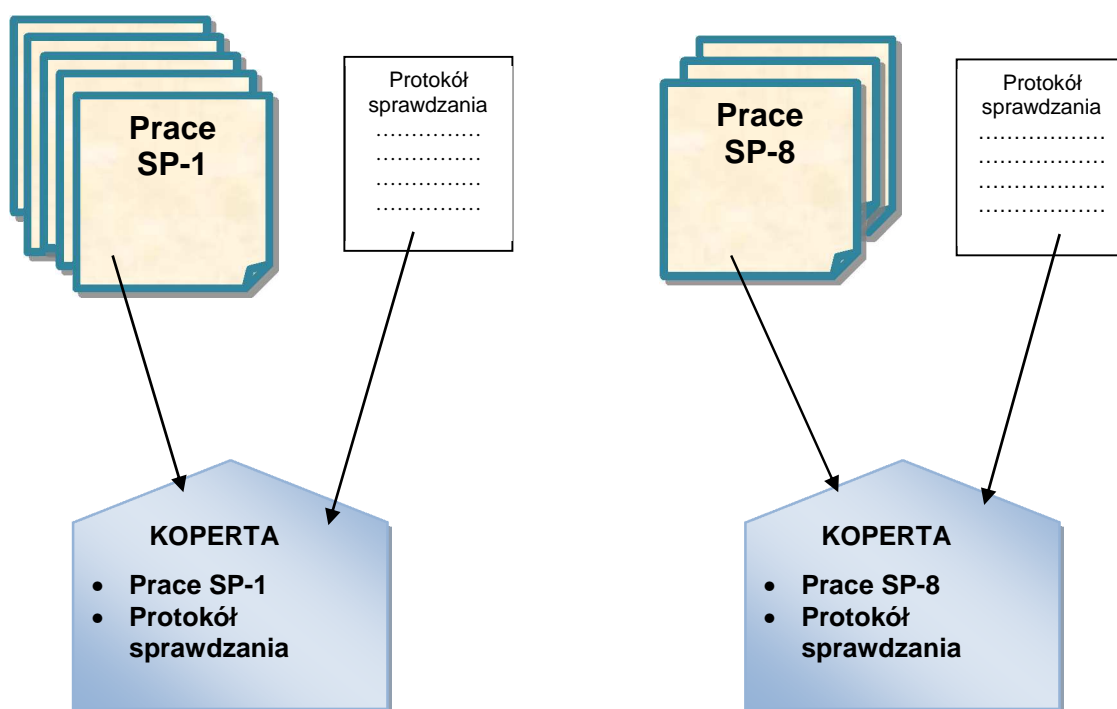 Prace
SP-1
Protokół
sprawdzania
……………
……………
……………
……………
Prace
SP-8
Protokół
sprawdzania
……………….
……………….
……………….
……………….
KOPERTA
• Prace SP-1
• Protokół
sprawdzania
KOPERTA
• Prace SP-8
• Protokół
sprawdzania